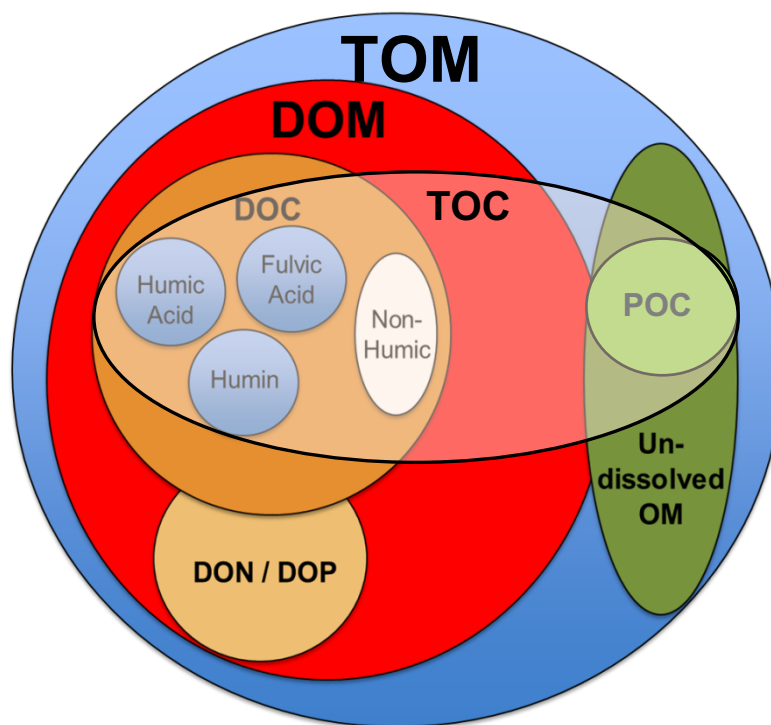 TOM
DOM
TOC
DOC
Humic
Acid
Fulvic
Acid
Non-
Humic
Humin
POC
Un-
dissolved
OM
DON / DOP